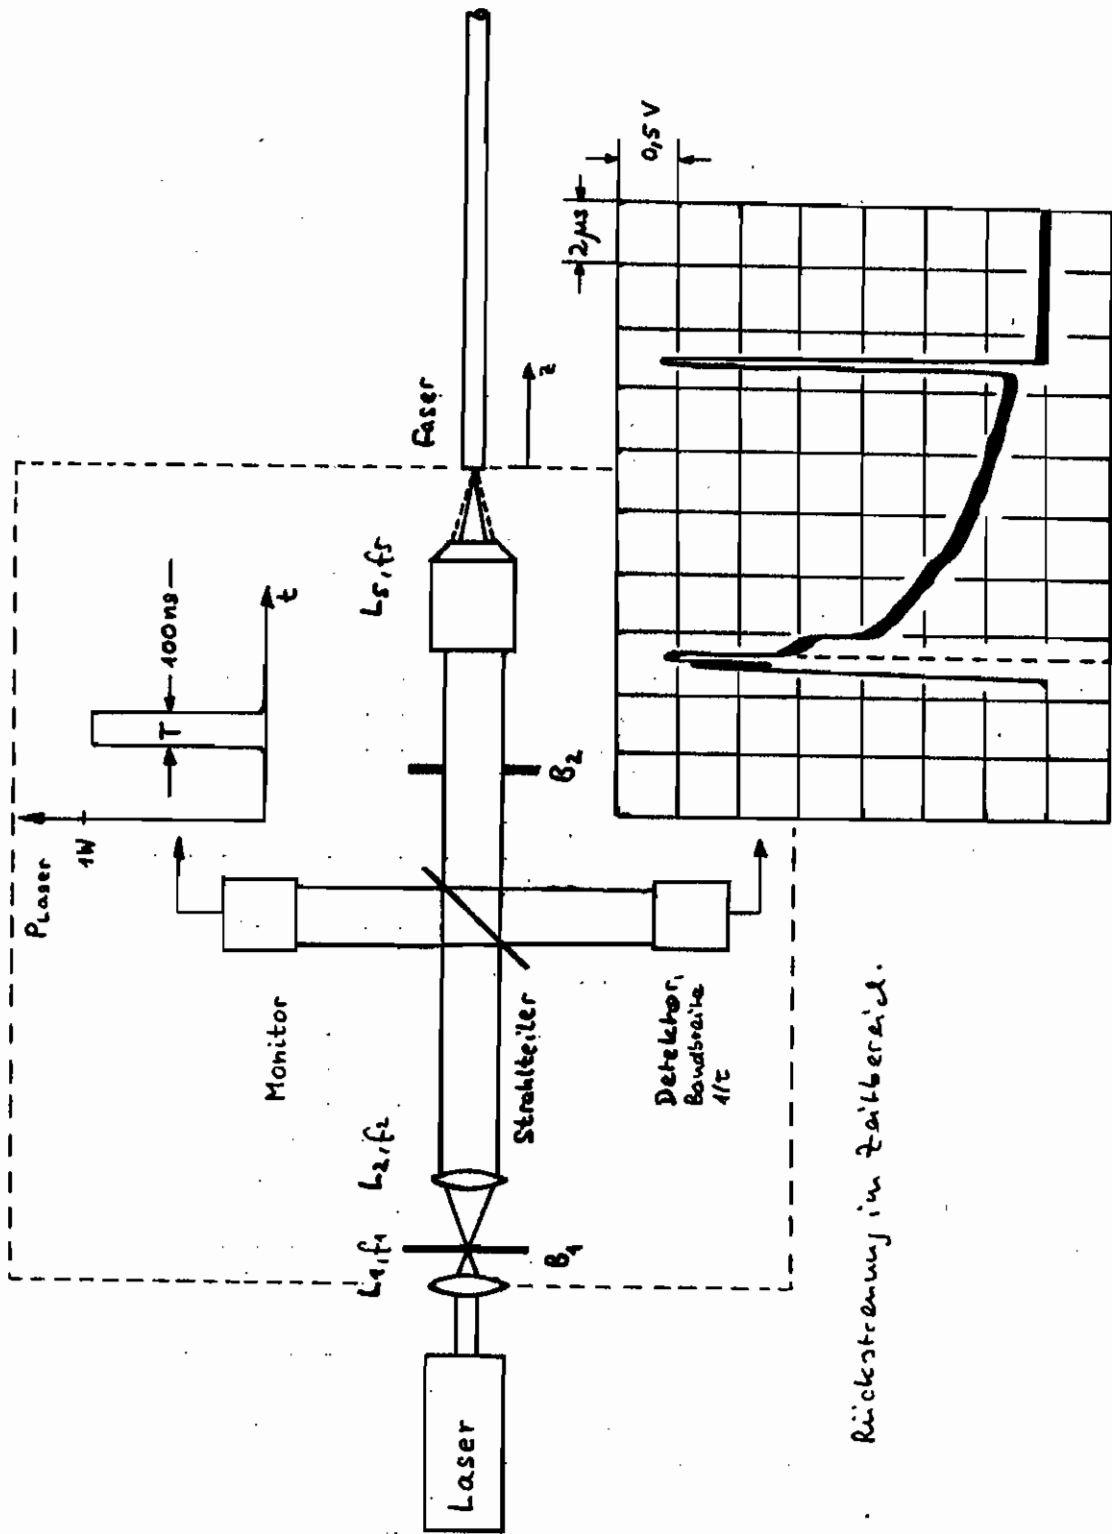 PLaser
1W
T
100ns
t
Monitor
Laser
L1,f1
B1
L2,f2
Strahlteiler
Detektor,
Bandbreite
1/τ
B2
L5,f5
Faser
z
2µs
0,5V
Rückstreuung im Zeitbereich.